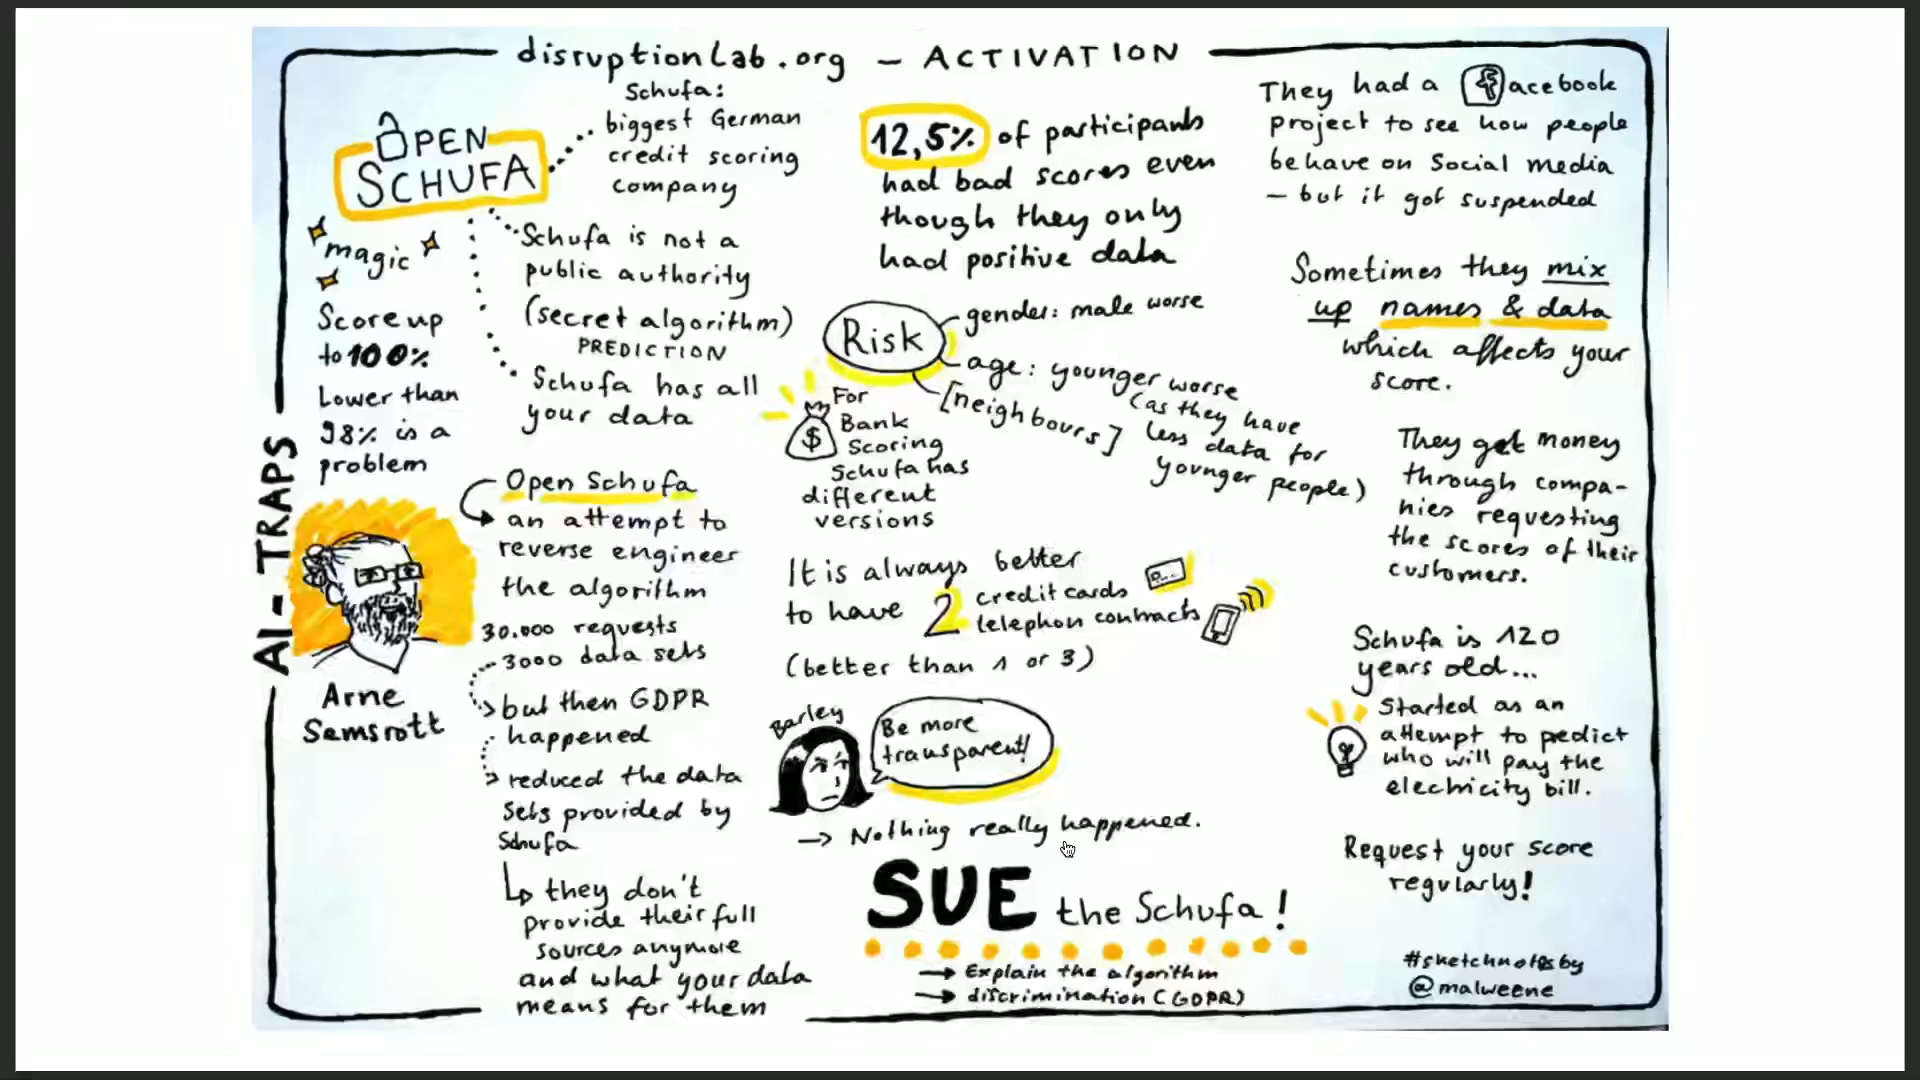 disruptionLab.org – ACTIVATION
AI-TRAPS
OPEN
SCHUFA
Schufa:
biggest German
credit scoring
company
magic
Score up
to 100%
Lower than
98% is a
problem
Schufa is not a
public authority
(secret algorithm)
PREDICTION
Schufa has all
your data
Arne
Semsrott
Open Schufa
an attempt to
reverse engineer
the algorithm
30.000 requests
3000 data sets
but then GDPR
happened
reduced the data
sets provided by
Schufa
they don't
provide their full
sources anymore
and what your data
means for them
12,5% of participants
had bad scores even
though they only
had positive data
Risk
gender: male worse
age: younger worse
(as they have
less data for
younger people)
[neighbours]
For
Bank
Scoring
Schufa has
different
versions
$
It is always better
to have 2 credit cards
telephon contracts
(better than 1 or 3)
Barley
Be more
transparent!
→ Nothing really happened.
SUE the Schufa!
→ Explain the algorithm
→ discrimination (GDPR)
They had a facebook
project to see how people
behave on Social media
– but it got suspended
Sometimes they mix
up names & data
which affects your
score.
They get money
through compa-
nies requesting
the scores of their
customers.
Schufa is 120
years old...
Started as an
attempt to predict
who will pay the
electricity bill.
Request your score
regularly!
#sketchnotes by
@malweene